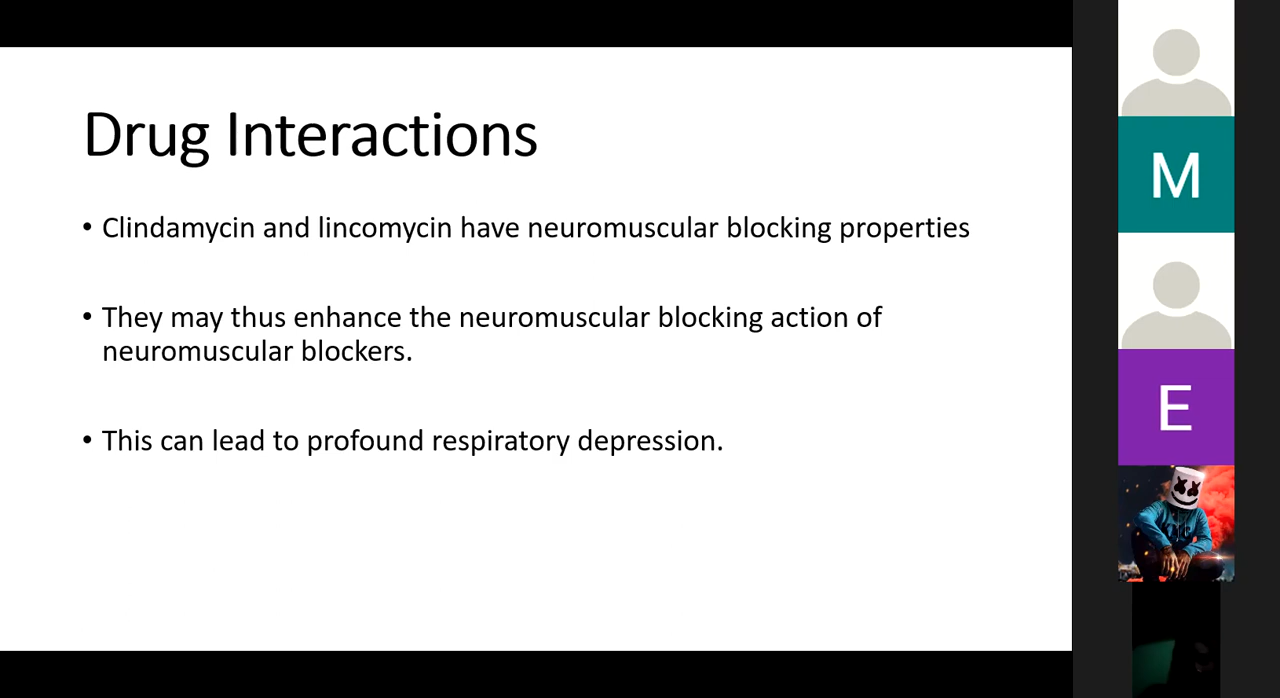 Drug Interactions
• Clindamycin and lincomycin have neuromuscular blocking properties
• They may thus enhance the neuromuscular blocking action of
neuromuscular blockers.
• This can lead to profound respiratory depression.
M
E